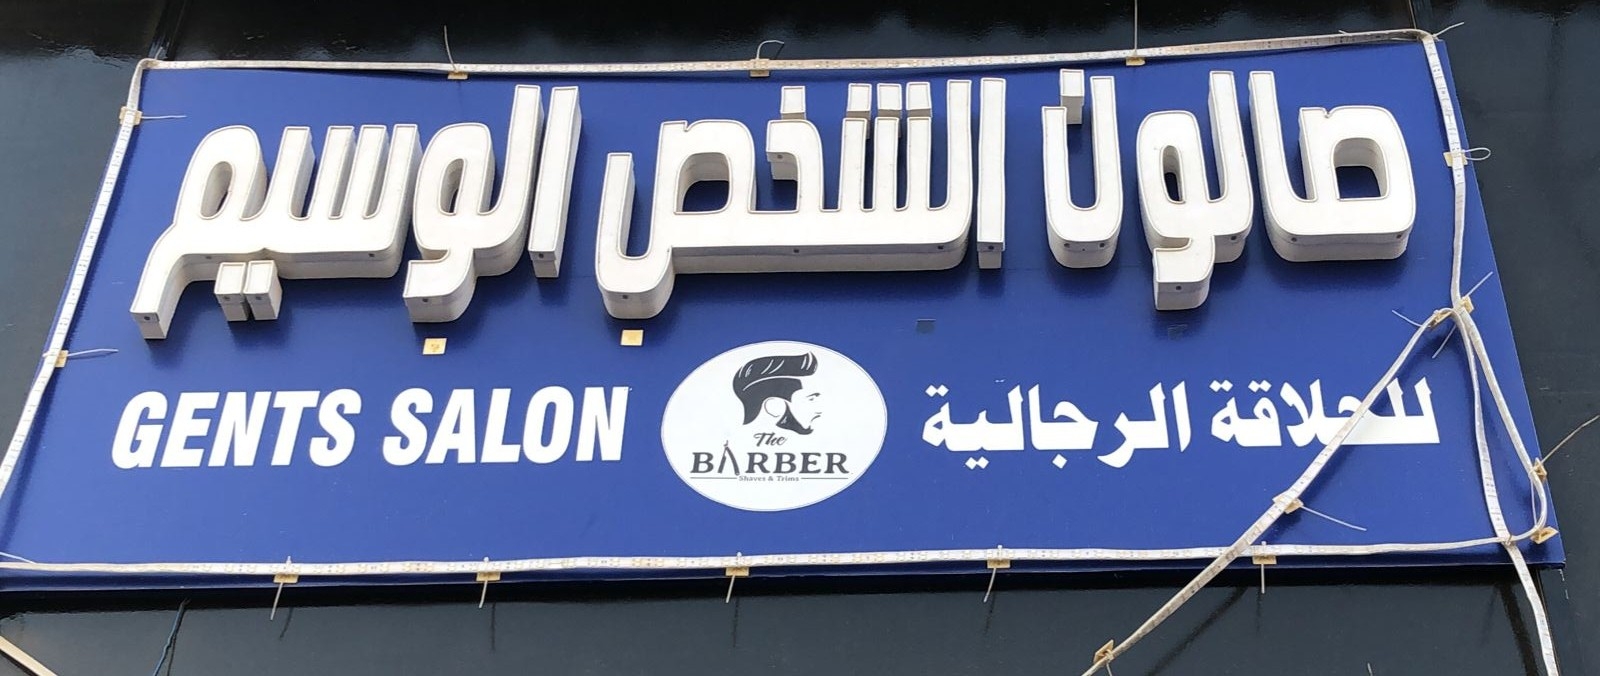 صالون الشخص الوسيم
للحلاقة الرجالية
The
BARBER
Shaves & Trims
GENTS SALON